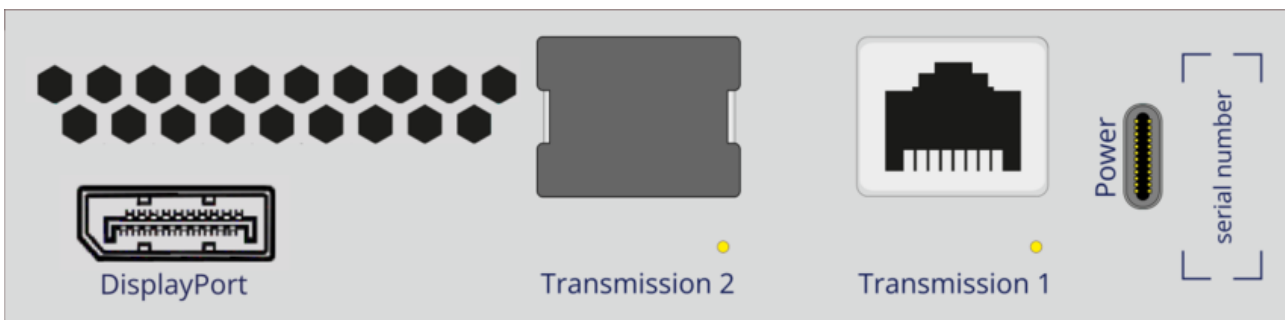 DisplayPort
Transmission 2
Transmission 1
Power
serial number